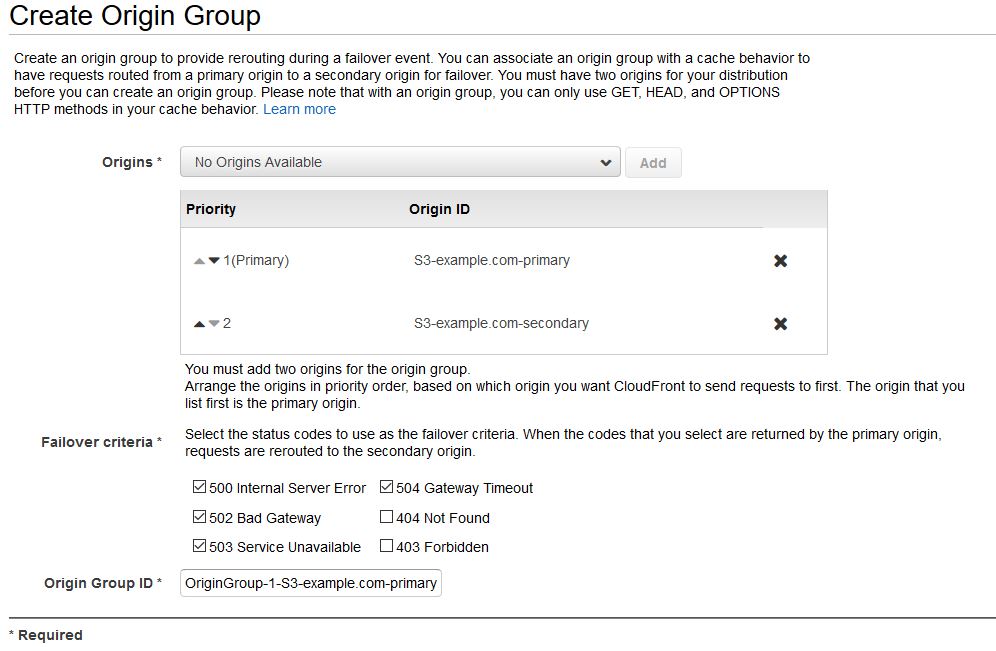 Create Origin Group
Create an origin group to provide rerouting during a failover event. You can associate an origin group with a cache behavior to
have requests routed from a primary origin to a secondary origin for failover. You must have two origins for your distribution
before you can create an origin group. Please note that with an origin group, you can only use GET, HEAD, and OPTIONS
HTTP methods in your cache behavior. Learn more
Origins * No Origins Available Add
Priority Origin ID
1(Primary) S3-example.com-primary
2 S3-example.com-secondary
You must add two origins for the origin group.
Arrange the origins in priority order, based on which origin you want CloudFront to send requests to first. The origin that you
list first is the primary origin.
Failover criteria * Select the status codes to use as the failover criteria. When the codes that you select are returned by the primary origin,
requests are rerouted to the secondary origin.
500 Internal Server Error 504 Gateway Timeout
502 Bad Gateway 404 Not Found
503 Service Unavailable 403 Forbidden
Origin Group ID * OriginGroup-1-S3-example.com-primary
* Required